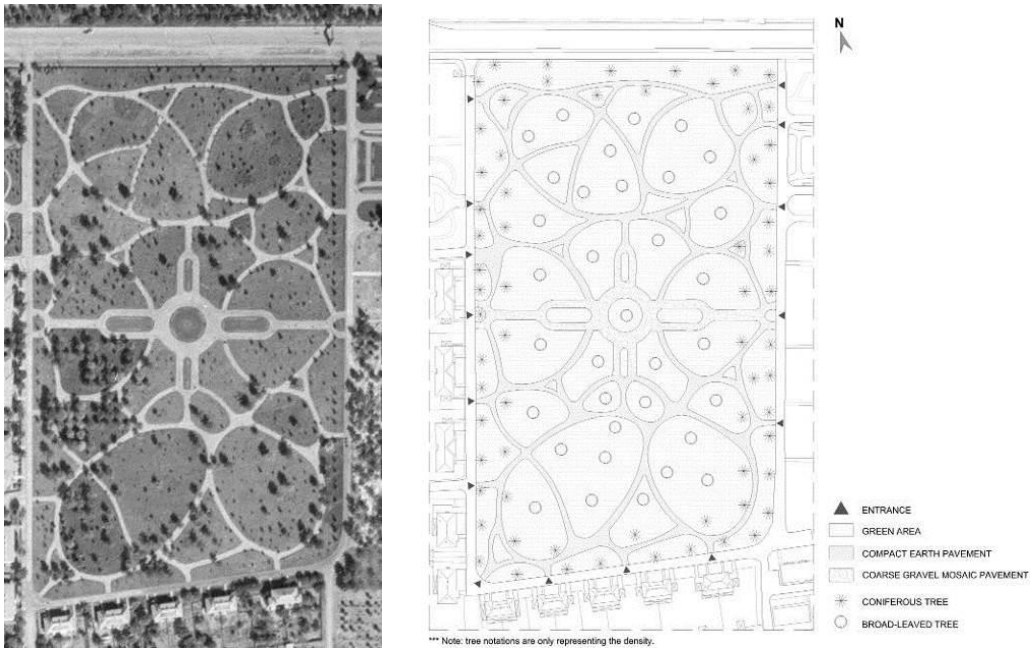 N
ENTRANCE
GREEN AREA
COMPACT EARTH PAVEMENT
COARSE GRAVEL MOSAIC PAVEMENT
CONIFEROUS TREE
BROAD-LEAVED TREE
*** Note: tree notations are only representing the density.